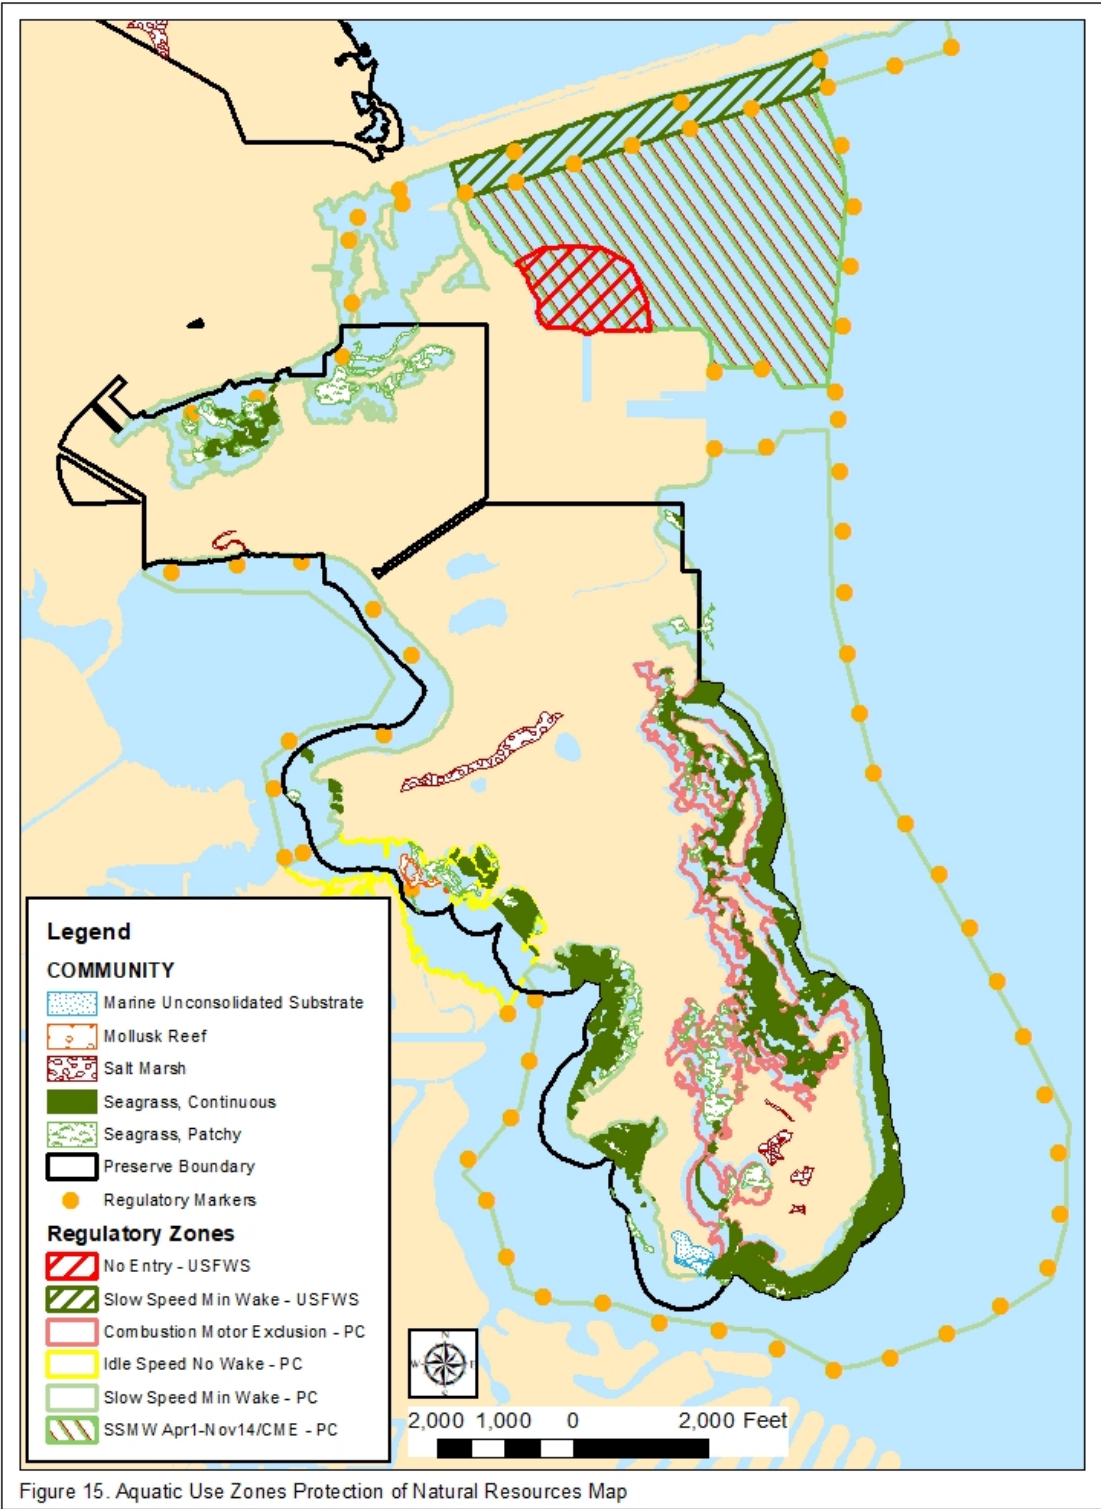 Legend
COMMUNITY
Marine Unconsolidated Substrate
Mollusk Reef
Salt Marsh
Seagrass, Continuous
Seagrass, Patchy
Preserve Boundary
Regulatory Markers
Regulatory Zones
No Entry - USFWS
Slow Speed Min Wake - USFWS
Combustion Motor Exclusion - PC
Idle Speed No Wake - PC
Slow Speed Min Wake - PC
SSMW Apr1-Nov14/CME - PC
N
W E
S
2,000 1,000 0 2,000 Feet
Figure 15. Aquatic Use Zones Protection of Natural Resources Map